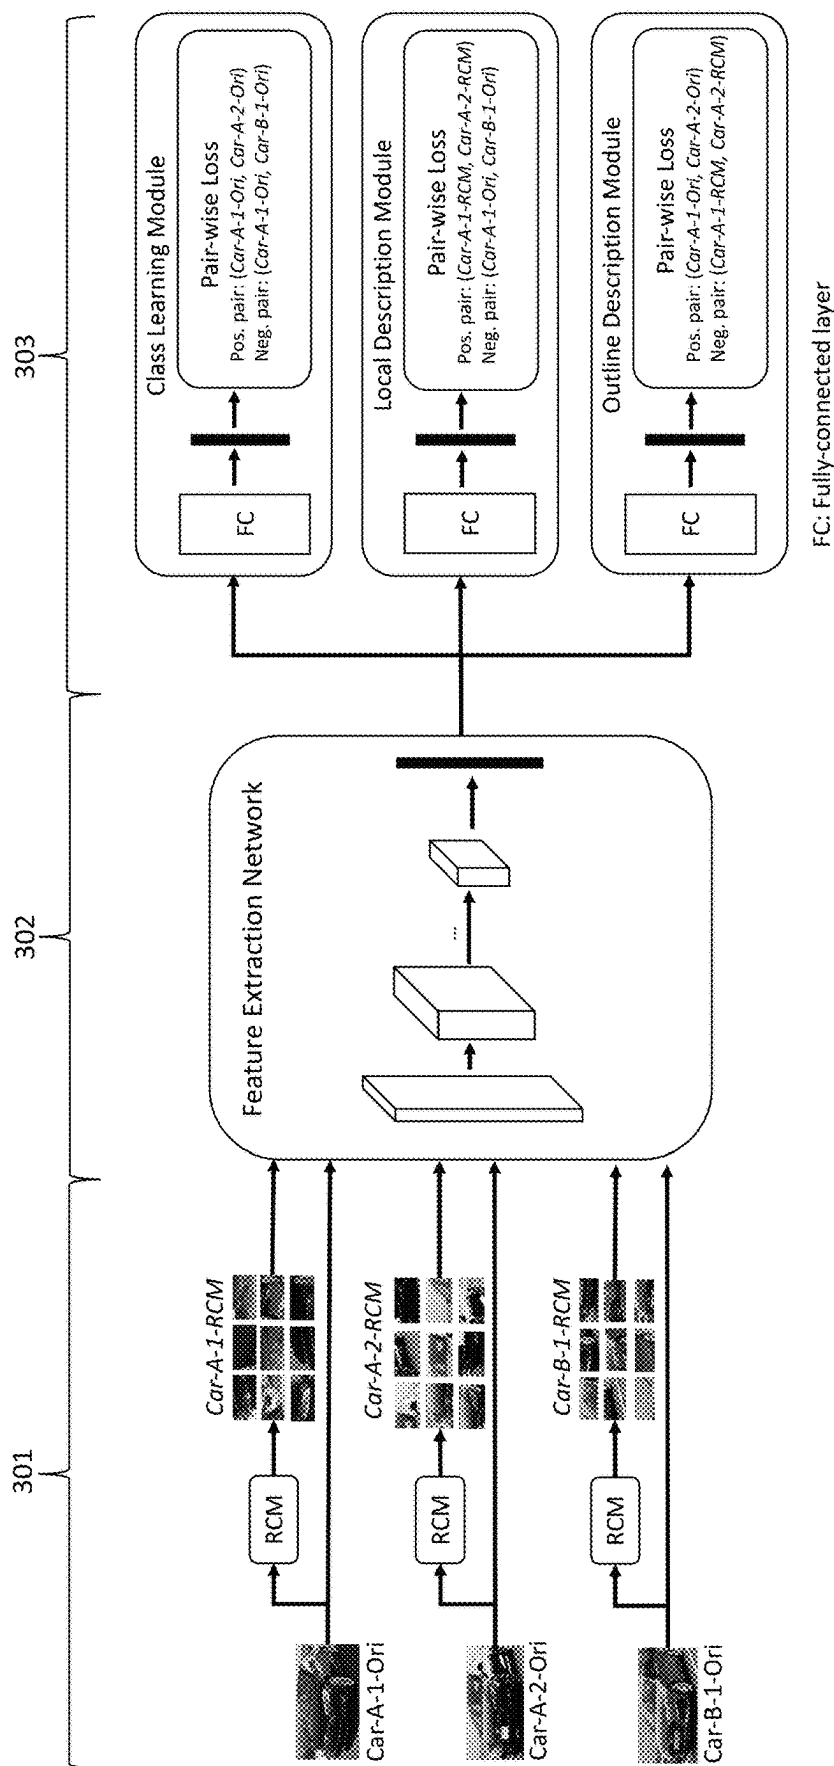 301
302
303
Car-A-1-Ori
RCM
Car-A-1-RCM
Car-A-2-Ori
RCM
Car-A-2-RCM
Car-B-1-Ori
RCM
Car-B-1-RCM
Feature Extraction Network
...
Class Learning Module
FC
Pair-wise Loss
Pos. pair: {Car-A-1-Ori, Car-A-2-Ori}
Neg. pair: {Car-A-1-Ori, Car-B-1-Ori}
Local Description Module
FC
Pair-wise Loss
Pos. pair: {Car-A-1-RCM, Car-A-2-RCM}
Neg. pair: {Car-A-1-Ori, Car-B-1-Ori}
Outline Description Module
FC
Pair-wise Loss
Pos. pair: {Car-A-1-Ori, Car-A-2-Ori}
Neg. pair: {Car-A-1-RCM, Car-A-2-RCM}
FC: Fully-connected layer